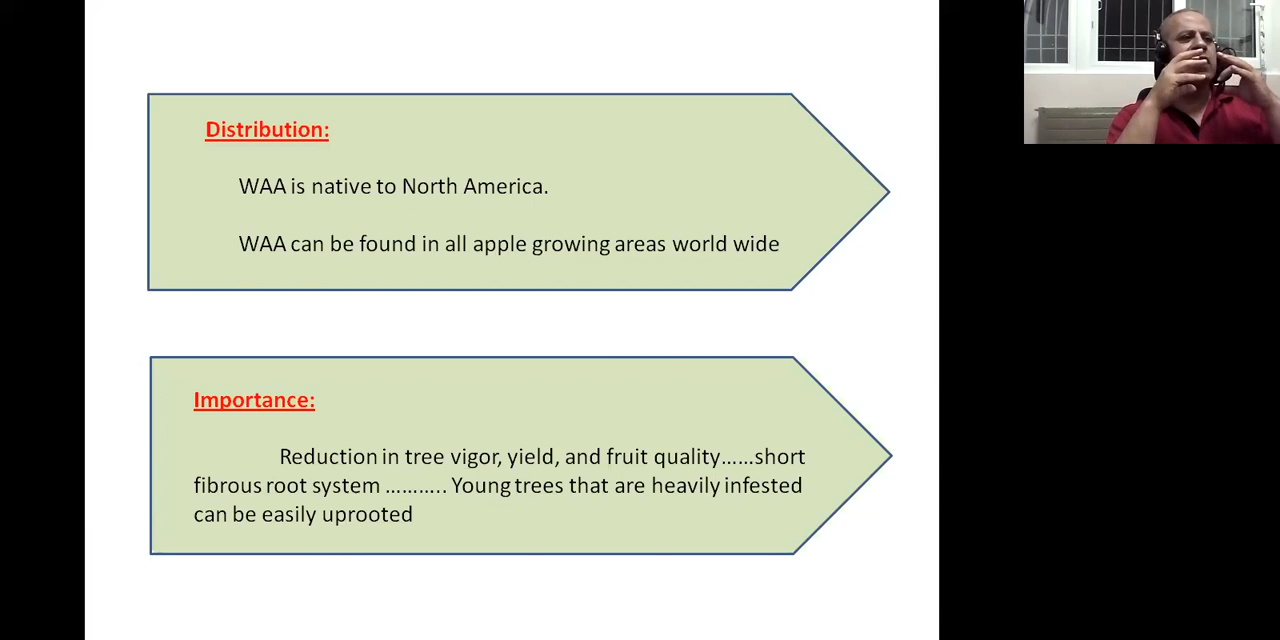 Distribution:
WAA is native to North America.
WAA can be found in all apple growing areas world wide
Importance:
Reduction in tree vigor, yield, and fruit quality……short
fibrous root system ……….. Young trees that are heavily infested
can be easily uprooted